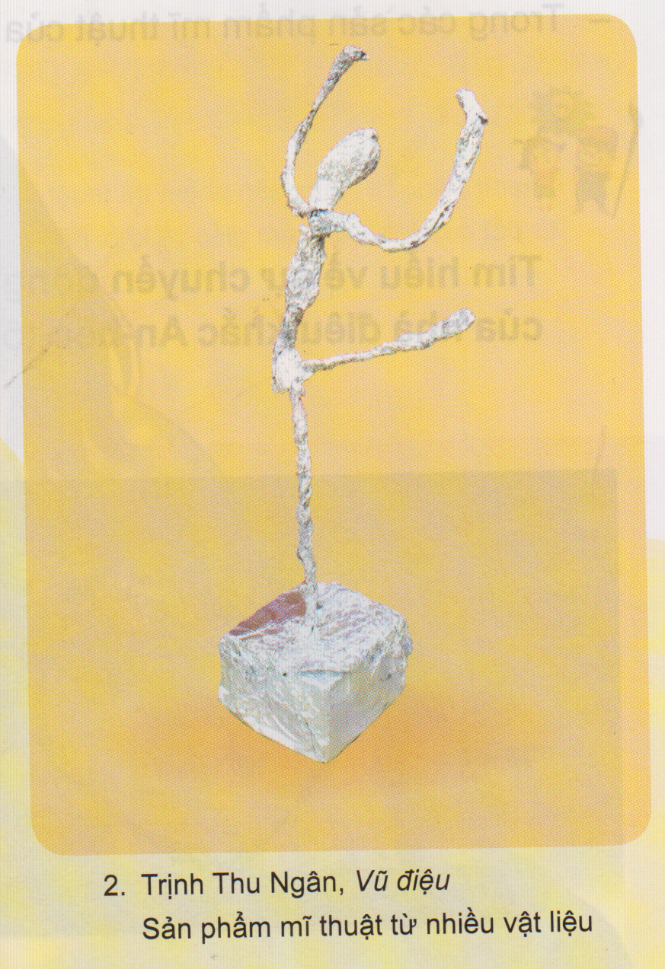 2. Trịnh Thu Ngân, Vũ điệu
Sản phẩm mĩ thuật từ nhiều vật liệu